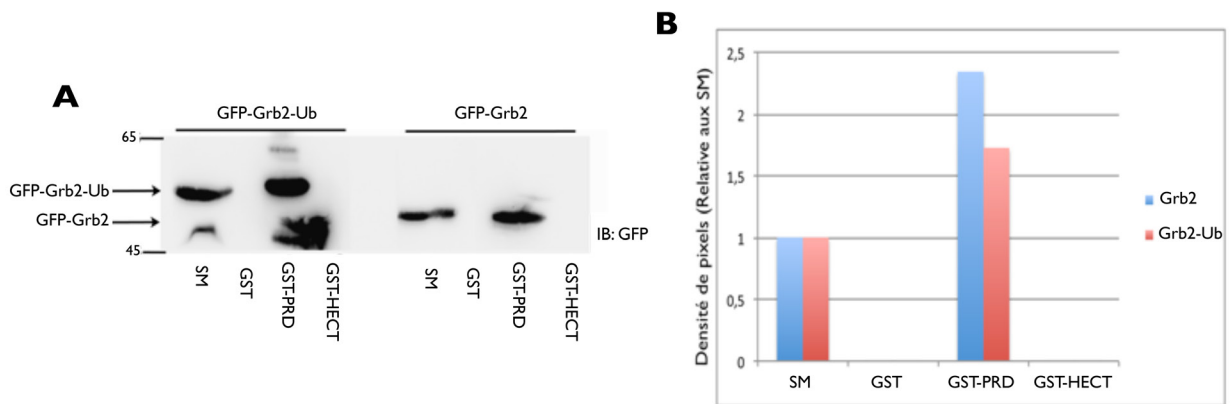 A
GFP-Grb2-Ub
GFP-Grb2
65
GFP-Grb2-Ub
GFP-Grb2
45
IB: GFP
SM
GST
GST-PRD
GST-HECT
SM
GST
GST-PRD
GST-HECT
B
Densité de pixels (Relative aux SM)
2,5
2
1,5
1
0,5
0
SM
GST
GST-PRD
GST-HECT
Grb2
Grb2-Ub